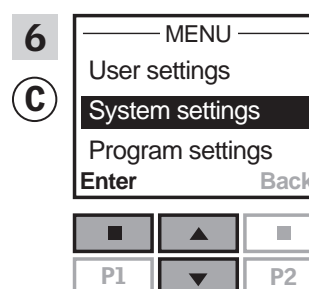 6
C
MENU
User settings
System settings
Program settings
Enter Back
P1 P2